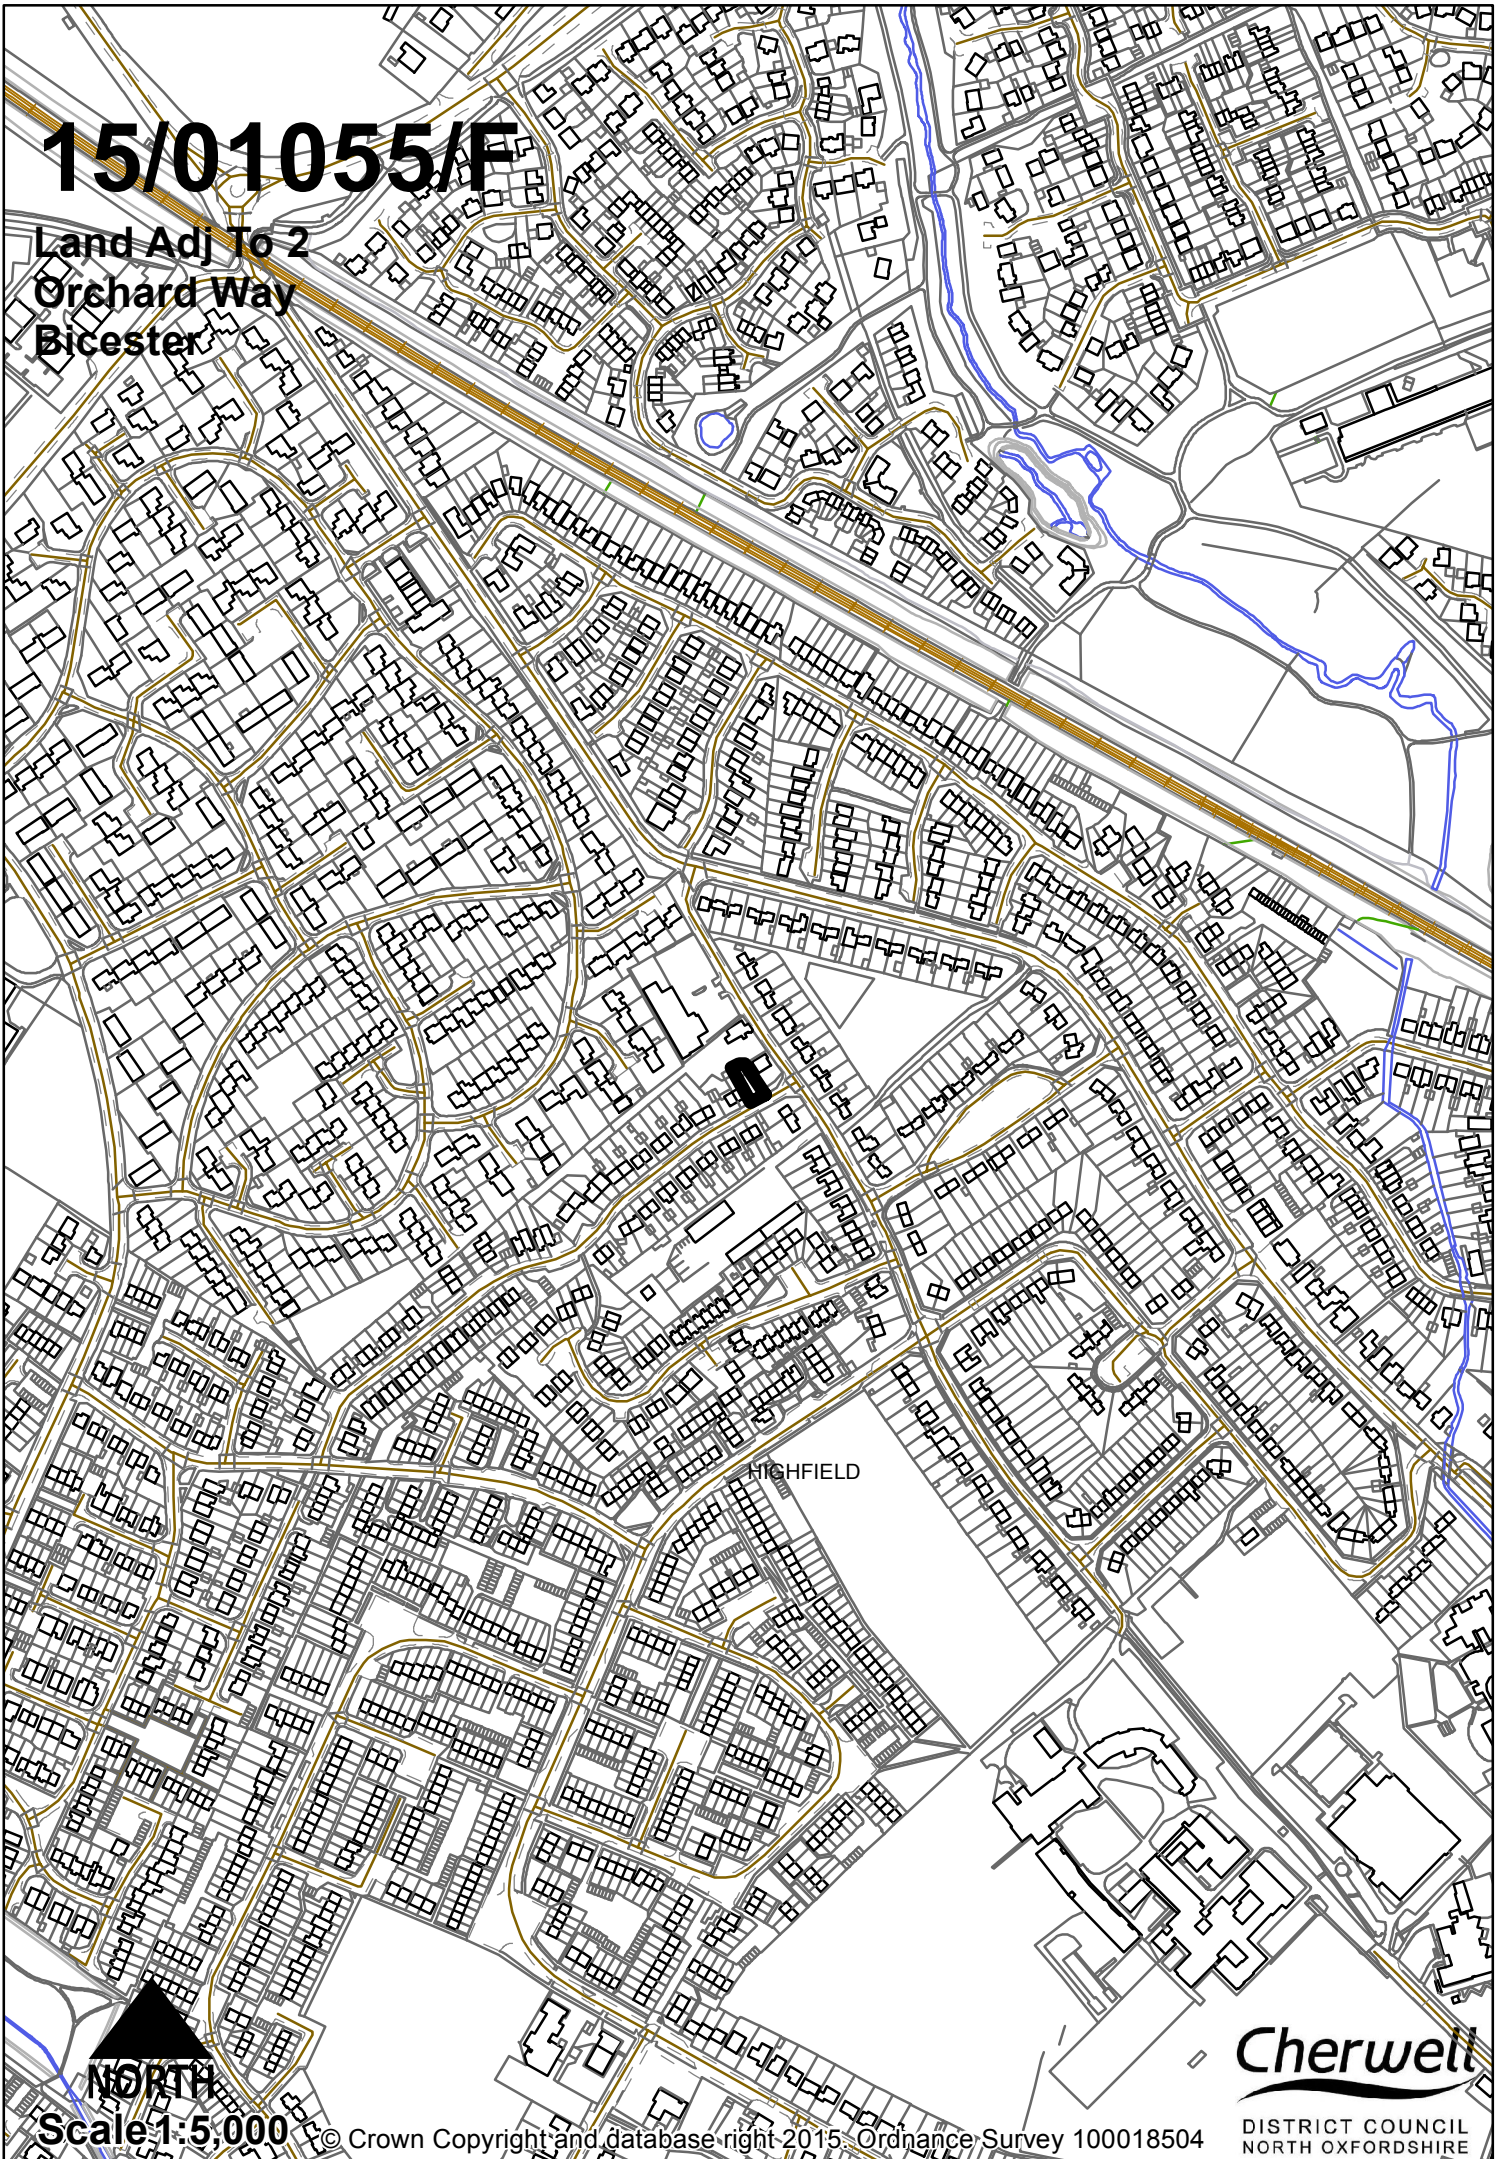 15/01055/F
Land Adj To 2
Orchard Way
Bicester
HIGHFIELD
NORTH
Scale 1:5,000
© Crown Copyright and database right 2015. Ordnance Survey 100018504
Cherwell
DISTRICT COUNCIL
NORTH OXFORDSHIRE